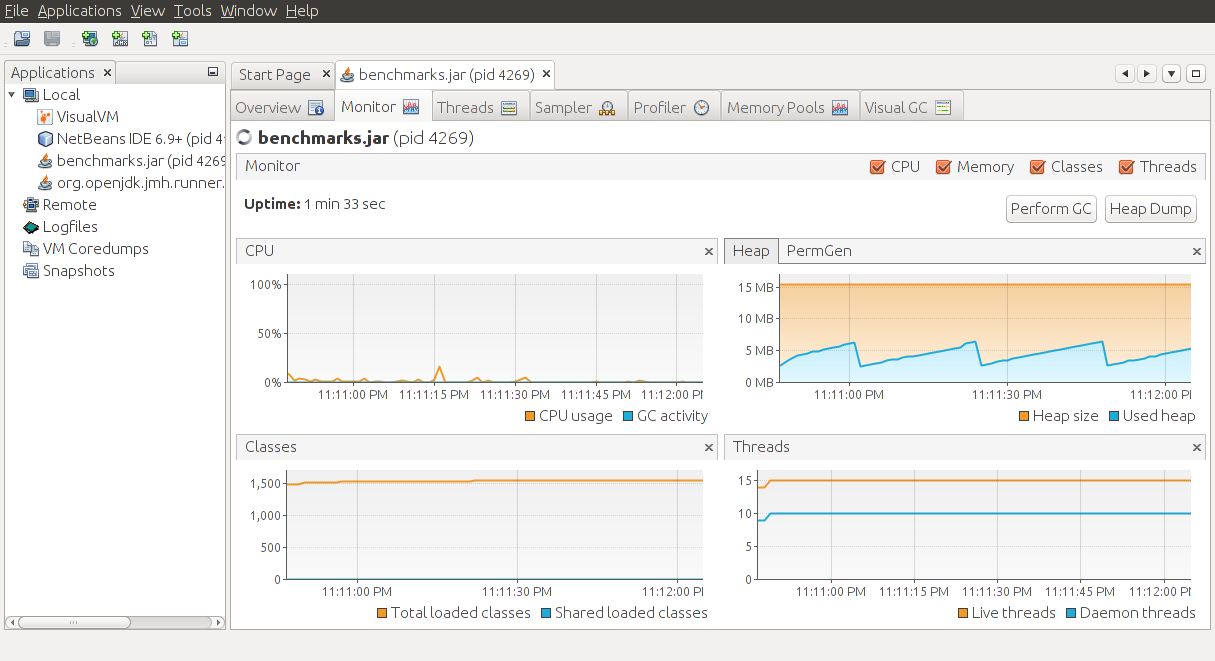 File Applications View Tools Window Help
Applications
Start Page
benchmarks.jar (pid 4269)
Local
VisualVM
NetBeans IDE 6.9+ (pid 4
benchmarks.jar (pid 4269
org.openjdk.jmh.runner.
Remote
Logfiles
VM Coredumps
Snapshots
Overview
Monitor
Threads
Sampler
Profiler
Memory Pools
Visual GC
benchmarks.jar (pid 4269)
Monitor
CPU
Memory
Classes
Threads
Uptime: 1 min 33 sec
Perform GC
Heap Dump
CPU
100%
50%
0%
11:11:00 PM 11:11:15 PM 11:11:30 PM 11:11:45 PM 11:12:00 PM
CPU usage
GC activity
Heap
PermGen
15 MB
10 MB
5 MB
0 MB
11:11:00 PM 11:11:30 PM 11:12:00 PM
Heap size
Used heap
Classes
1,500
1,000
500
0
11:11:00 PM 11:11:30 PM 11:12:00 PM
Total loaded classes
Shared loaded classes
Threads
15
10
5
0
11:11:00 PM 11:11:15 PM 11:11:30 PM 11:11:45 PM 11:12:00 PM
Live threads
Daemon threads